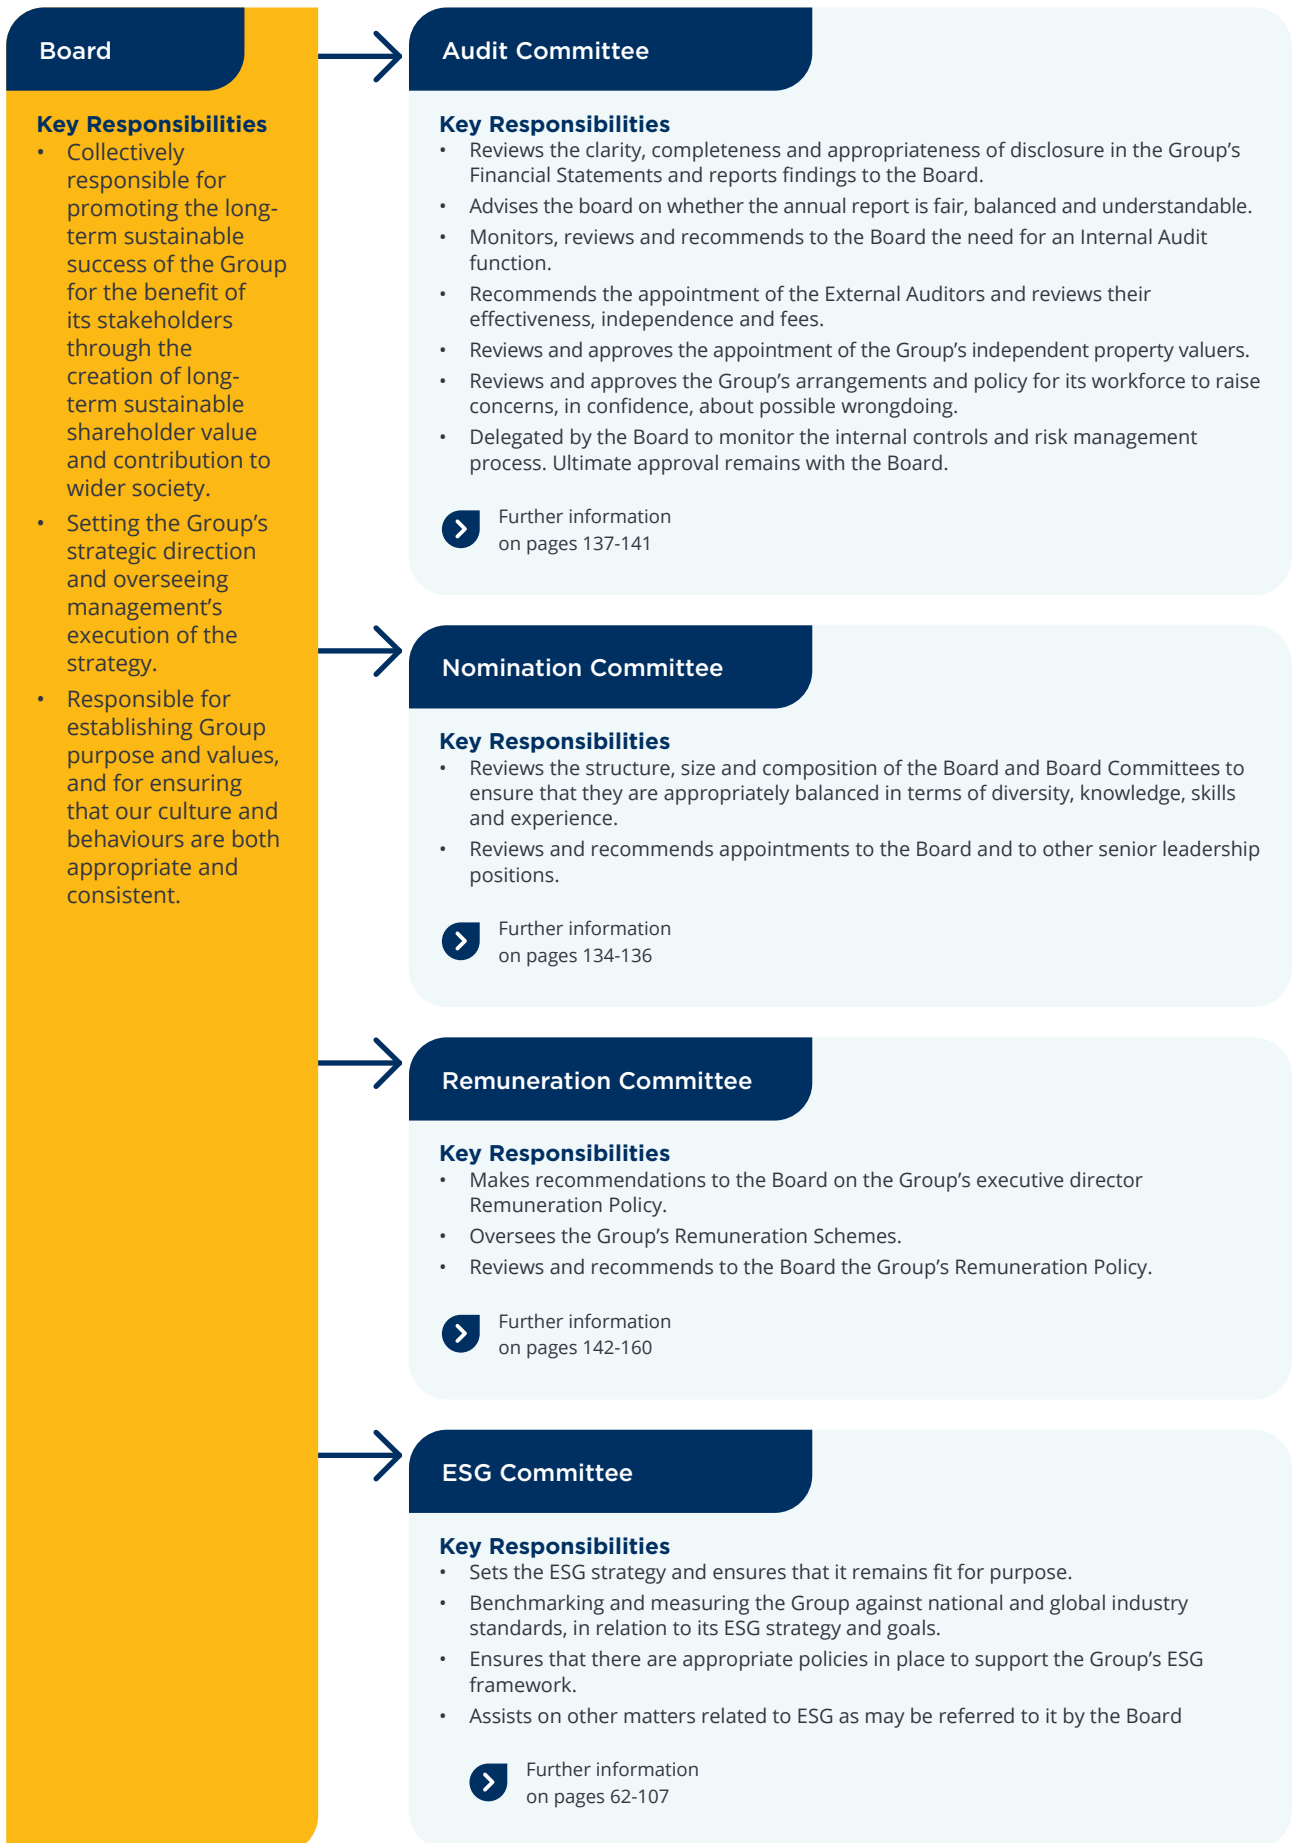 Board
Key Responsibilities
• Collectively
responsible for
promoting the long-
term sustainable
success of the Group
for the benefit of
its stakeholders
through the
creation of long-
term sustainable
shareholder value
and contribution to
wider society.
• Setting the Group’s
strategic direction
and overseeing
management’s
execution of the
strategy.
• Responsible for
establishing Group
purpose and values,
and for ensuring
that our culture and
behaviours are both
appropriate and
consistent.
Audit Committee
Key Responsibilities
• Reviews the clarity, completeness and appropriateness of disclosure in the Group’s
Financial Statements and reports findings to the Board.
• Advises the board on whether the annual report is fair, balanced and understandable.
• Monitors, reviews and recommends to the Board the need for an Internal Audit
function.
• Recommends the appointment of the External Auditors and reviews their
effectiveness, independence and fees.
• Reviews and approves the appointment of the Group’s independent property valuers.
• Reviews and approves the Group’s arrangements and policy for its workforce to raise
concerns, in confidence, about possible wrongdoing.
• Delegated by the Board to monitor the internal controls and risk management
process. Ultimate approval remains with the Board.
Further information
on pages 137-141
Nomination Committee
Key Responsibilities
• Reviews the structure, size and composition of the Board and Board Committees to
ensure that they are appropriately balanced in terms of diversity, knowledge, skills
and experience.
• Reviews and recommends appointments to the Board and to other senior leadership
positions.
Further information
on pages 134-136
Remuneration Committee
Key Responsibilities
• Makes recommendations to the Board on the Group’s executive director
Remuneration Policy.
• Oversees the Group’s Remuneration Schemes.
• Reviews and recommends to the Board the Group’s Remuneration Policy.
Further information
on pages 142-160
ESG Committee
Key Responsibilities
• Sets the ESG strategy and ensures that it remains fit for purpose.
• Benchmarking and measuring the Group against national and global industry
standards, in relation to its ESG strategy and goals.
• Ensures that there are appropriate policies in place to support the Group’s ESG
framework.
• Assists on other matters related to ESG as may be referred to it by the Board
Further information
on pages 62-107